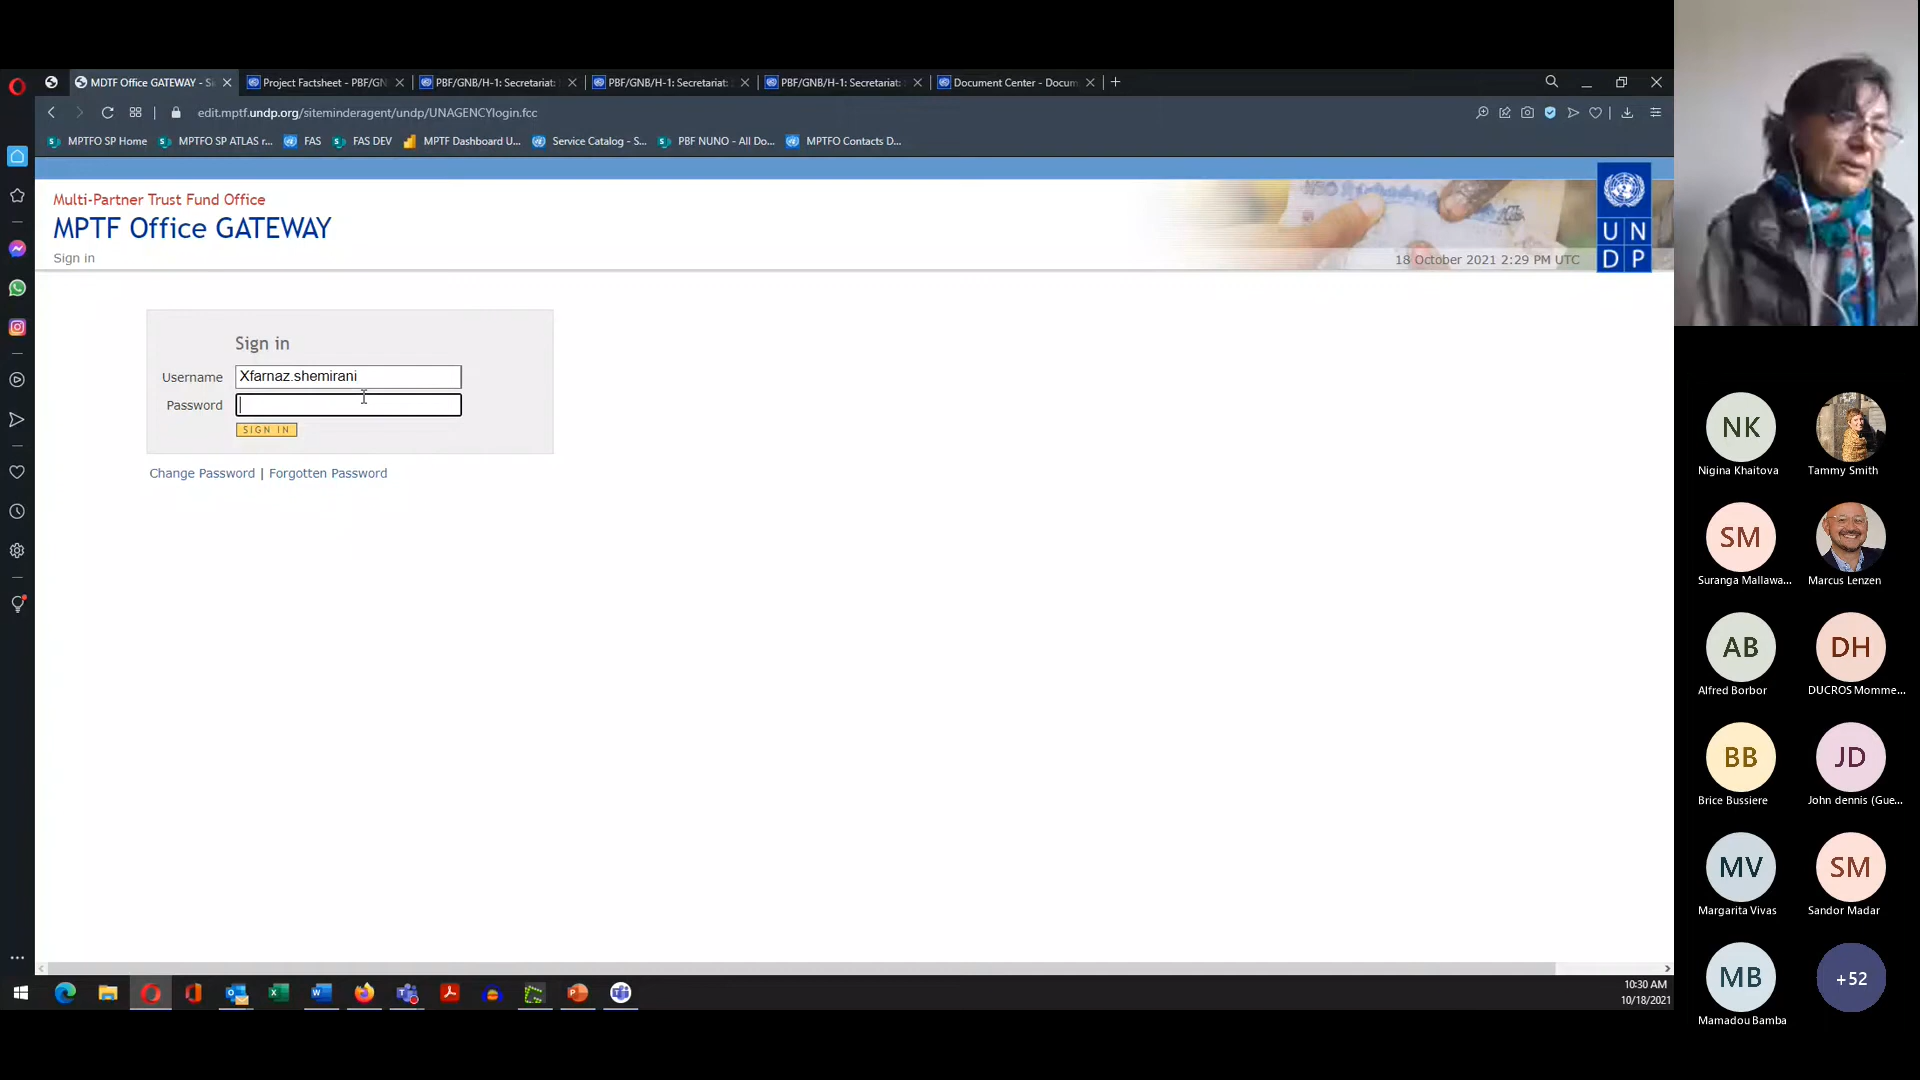 MDTF Office GATEWAY - Si
Project Factsheet - PBF/GN
PBF/GNB/H-1: Secretariat:
PBF/GNB/H-1: Secretariat:
PBF/GNB/H-1: Secretariat:
Document Center - Docum
edit.mptf.undp.org/siteminderagent/undp/UNAGENCYlogin.fcc
MPTFO SP Home
MPTFO SP ATLAS r...
FAS
FAS DEV
MPTF Dashboard U...
Service Catalog - S...
PBF NUNO - All Do...
MPTFO Contacts D...
Multi-Partner Trust Fund Office
MPTF Office GATEWAY
Sign in
18 October 2021 2:29 PM UTC
U N
D P
Sign in
Username Xfarnaz.shemirani
Password
SIGN IN
Change Password | Forgotten Password
NK
Nigina Khaitova
Tammy Smith
SM
Suranga Mallawa...
Marcus Lenzen
AB
Alfred Borbor
DH
DUCROS Momme...
BB
Brice Bussiere
JD
John dennis (Gue...
MV
Margarita Vivas
SM
Sandor Madar
MB
Mamadou Bamba
+52
10:30 AM
10/18/2021